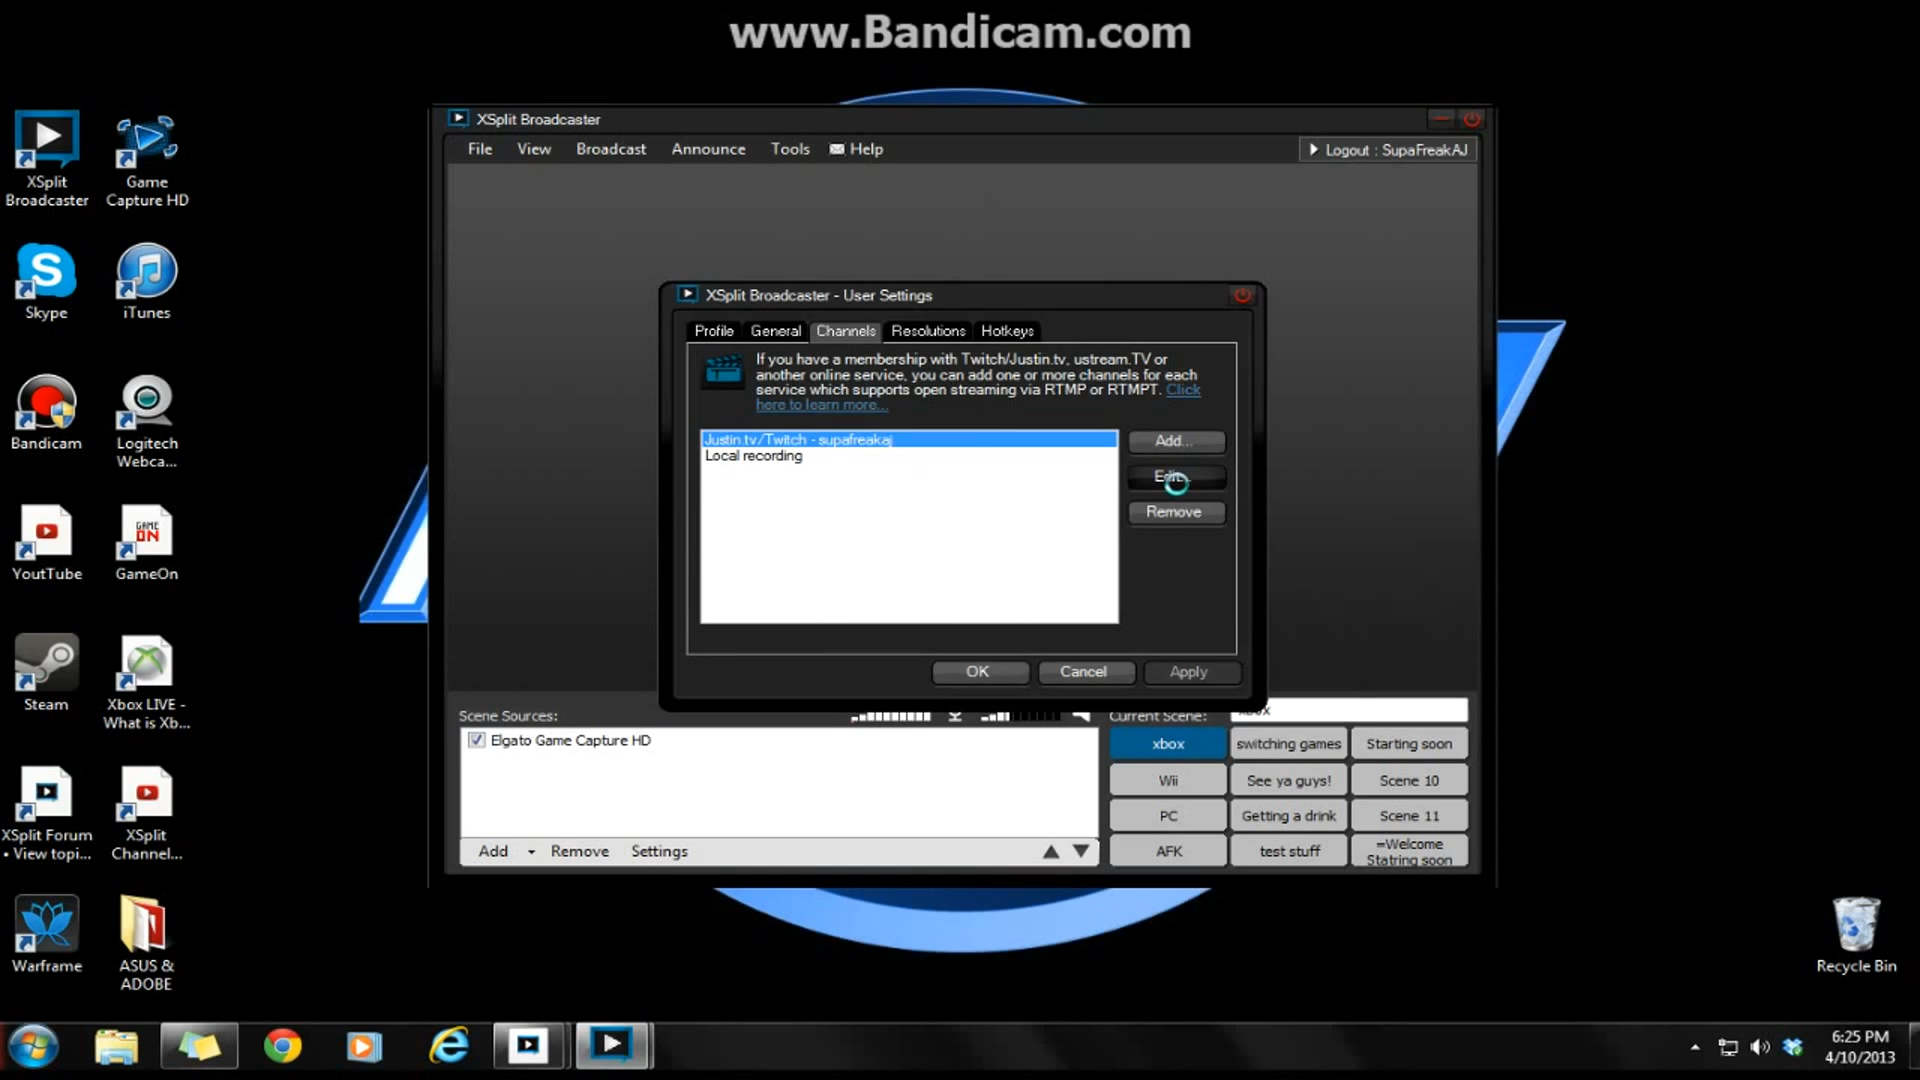 www.Bandicam.com
XSplit Broadcaster
File View Broadcast Announce Tools Help
Logout : SupaFreakAJ
XSplit Broadcaster - User Settings
Profile General Channels Resolutions Hotkeys
If you have a membership with Twitch/Justin.tv, ustream.TV or
another online service, you can add one or more channels for each
service which supports open streaming via RTMP or RTMPT. Click
here to learn more...
Justin.tv/Twitch - supafreakaj
Local recording
Add...
Edit...
Remove
OK Cancel Apply
Scene Sources:
Elgato Game Capture HD
Add Remove Settings
Current Scene: xbox
xbox switching games Starting soon
Wii See ya guys! Scene 10
PC Getting a drink Scene 11
AFK test stuff =Welcome
Statring soon
XSplit
Broadcaster
Game
Capture HD
Skype
iTunes
Bandicam
Logitech
Webca...
YoutTube
GAME
ON
GameOn
Steam
Xbox LIVE -
What is Xb...
XSplit Forum
• View topi...
XSplit
Channel...
Warframe
ASUS &
ADOBE
Recycle Bin
6:25 PM
4/10/2013